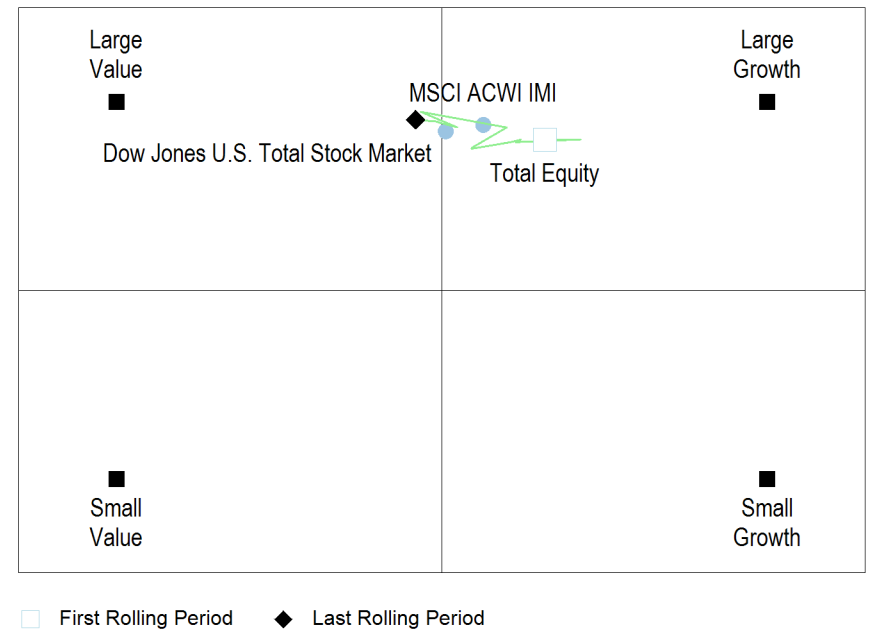 Large
Value
Large
Growth
MSCI ACWI IMI
Dow Jones U.S. Total Stock Market
Total Equity
Small
Value
Small
Growth
First Rolling Period
Last Rolling Period